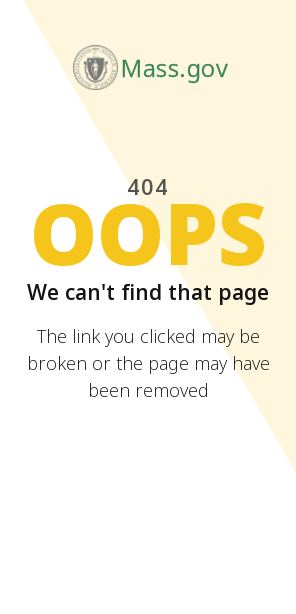 Mass.gov
404
OOPS
We can't find that page
The link you clicked may be
broken or the page may have
been removed